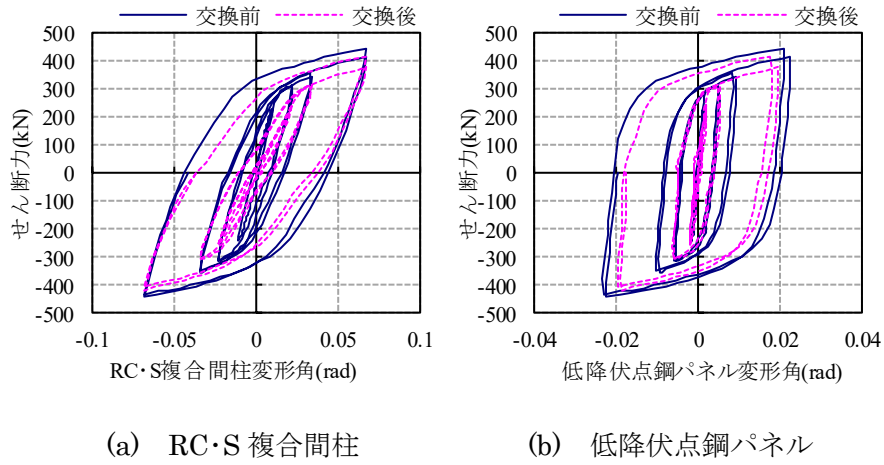 交換前 交換後
500
400
300
200
100
0
-100
-200
-300
-400
-500
せん断力(kN)
-0.1 -0.05 0 0.05 0.1
RC･S複合間柱変形角(rad)
交換前 交換後
500
400
300
200
100
0
-100
-200
-300
-400
-500
せん断力(kN)
-0.04 -0.02 0 0.02 0.04
低降伏点鋼パネル変形角(rad)
(a) RC･S 複合間柱
(b) 低降伏点鋼パネル